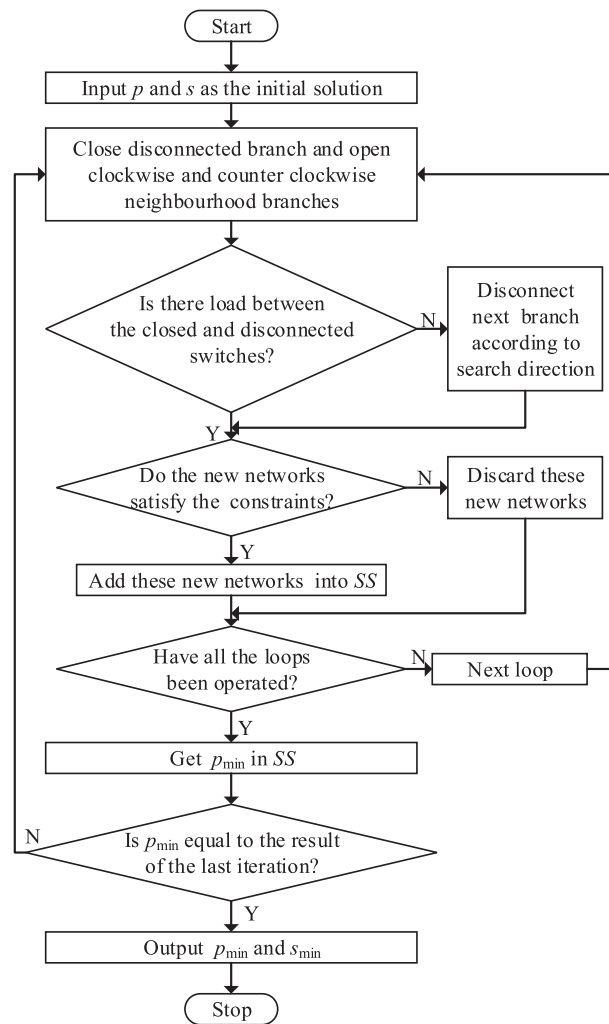 Start
Input p and s as the initial solution
Close disconnected branch and open
clockwise and counter clockwise
neighbourhood branches
Is there load between
the closed and disconnected
switches?
N
Disconnect
next branch
according to
search direction
Y
Do the new networks
satisfy the constraints?
N
Discard these
new networks
Y
Add these new networks into SS
Have all the loops
been operated?
N
Next loop
Y
Get pmin in SS
N
Is pmin equal to the result
of the last iteration?
Y
Output pmin and smin
Stop